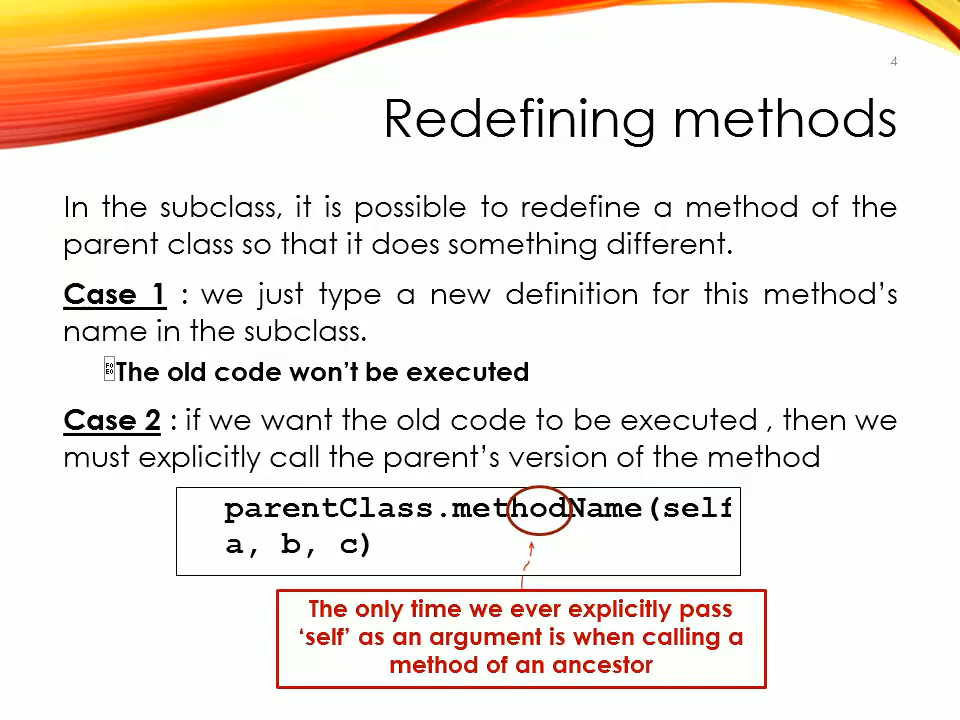 4
Redefining methods
In the subclass, it is possible to redefine a method of the
parent class so that it does something different.
Case 1 : we just type a new definition for this method’s
name in the subclass.
The old code won’t be executed
Case 2 : if we want the old code to be executed , then we
must explicitly call the parent’s version of the method
parentClass.methodName(self
a, b, c)
The only time we ever explicitly pass
‘self’ as an argument is when calling a
method of an ancestor